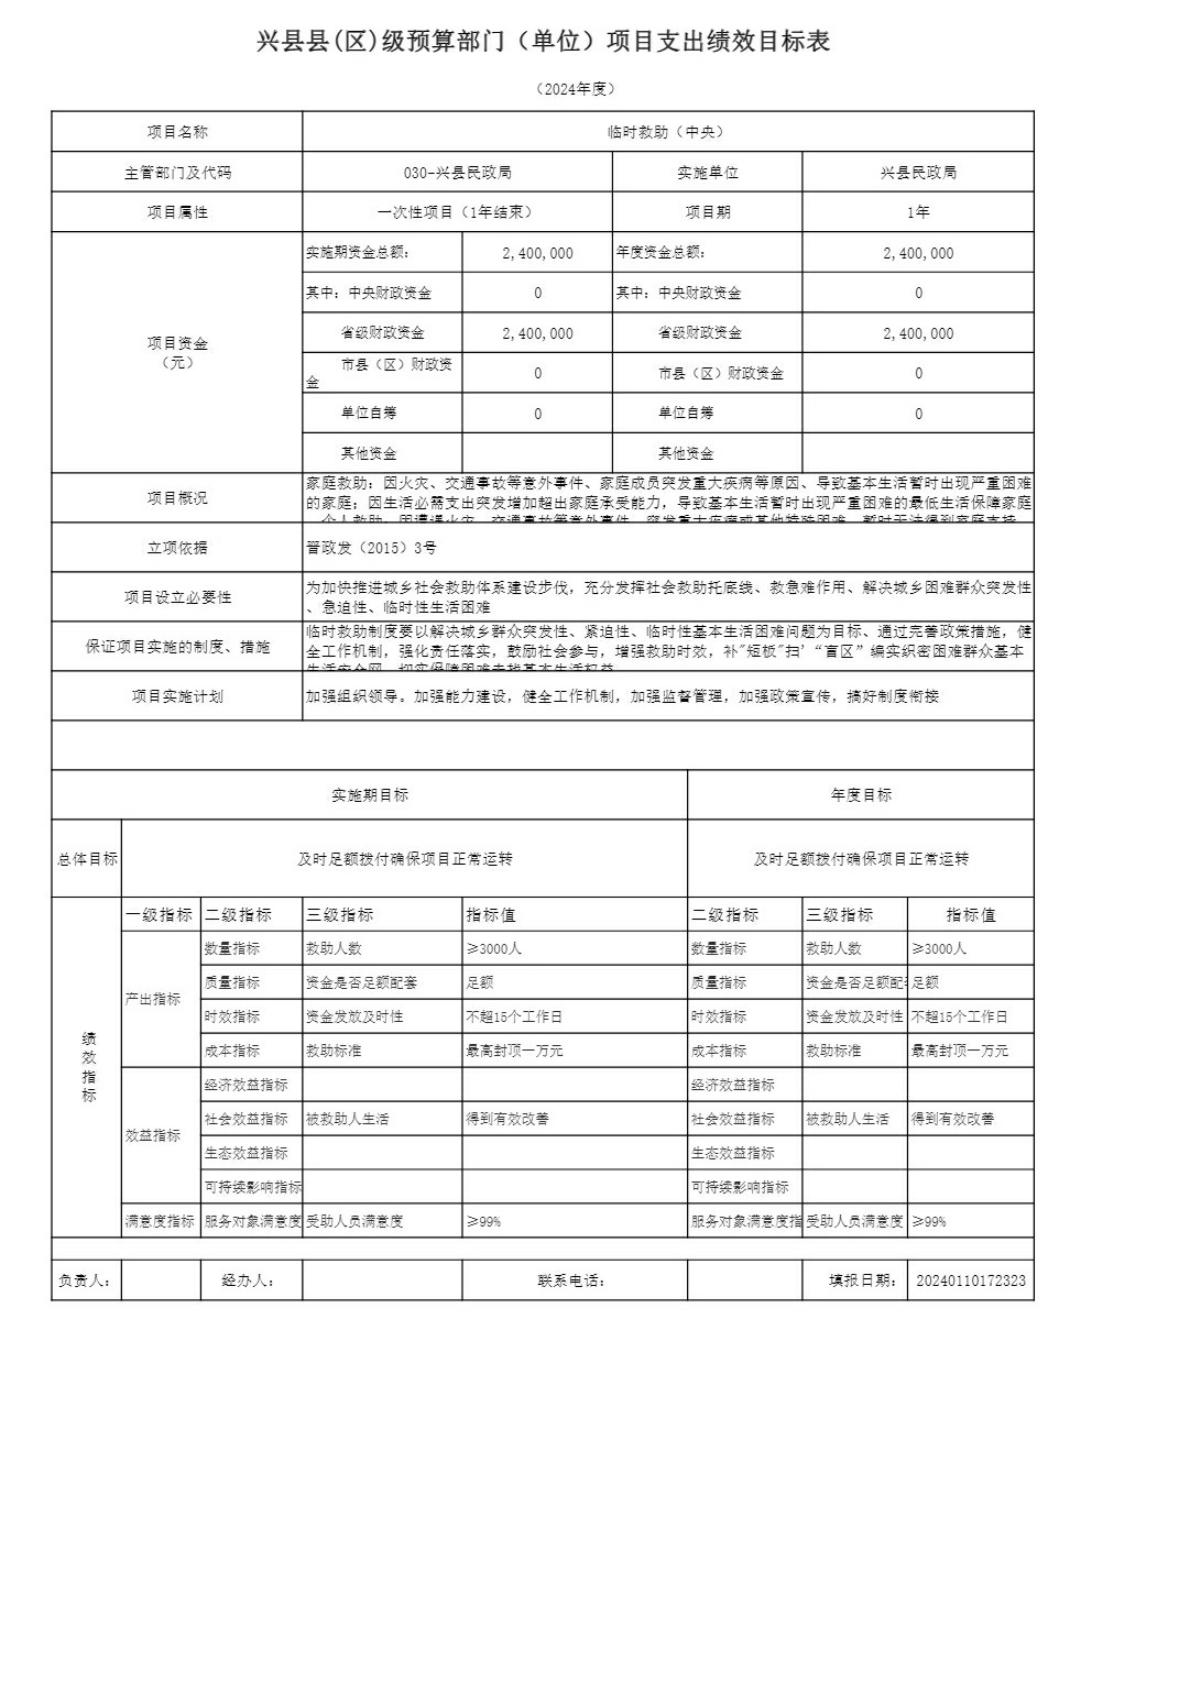 兴县县(区)级预算部门（单位）项目支出绩效目标表
（2024年度）
项目名称 临时救助（中央）
主管部门及代码 030-兴县民政局 实施单位 兴县民政局
项目属性 一次性项目（1年结束） 项目期 1年
项目资金
（元）
实施期资金总额: 2,400,000 年度资金总额: 2,400,000
其中: 中央财政资金 0 其中: 中央财政资金 0
省级财政资金 2,400,000 省级财政资金 2,400,000
市县（区）财政资
金 0 市县（区）财政资金 0
单位自筹 0 单位自筹 0
其他资金 其他资金
项目概况
家庭救助: 因火灾、交通事故等意外事件、家庭成员突发重大疾病等原因、导致基本生活暂时出现严重困难
的家庭; 因生活必需支出突发增加超出家庭承受能力，导致基本生活暂时出现严重困难的最低生活保障家庭
立项依据 晋政发（2015）3号
项目设立必要性
为加快推进城乡社会救助体系建设步伐，充分发挥社会救助托底线、救急难作用、解决城乡困难群众突发性
、急迫性、临时性生活困难
保证项目实施的制度、措施
临时救助制度要以解决城乡群众突发性、紧迫性、临时性基本生活困难问题为目标、通过完善政策措施，健
全工作机制，强化责任落实，鼓励社会参与，增强救助时效，补"短板"扫'“盲区”编实织密困难群众基本
项目实施计划 加强组织领导。加强能力建设，健全工作机制，加强监督管理，加强政策宣传，搞好制度衔接
实施期目标 年度目标
总体目标 及时足额拨付确保项目正常运转 及时足额拨付确保项目正常运转
绩效指标
一级指标 二级指标 三级指标 指标值 二级指标 三级指标 指标值
产出指标
数量指标 救助人数 ≥3000人 数量指标 救助人数 ≥3000人
质量指标 资金是否足额配套 足额 质量指标 资金是否足额配 足额
时效指标 资金发放及时性 不超15个工作日 时效指标 资金发放及时性 不超15个工作日
成本指标 救助标准 最高封顶一万元 成本指标 救助标准 最高封顶一万元
效益指标
经济效益指标 经济效益指标
社会效益指标 被救助人生活 得到有效改善 社会效益指标 被救助人生活 得到有效改善
生态效益指标 生态效益指标
可持续影响指标 可持续影响指标
满意度指标 服务对象满意度 受助人员满意度 ≥99% 服务对象满意度指 受助人员满意度 ≥99%
负责人: 经办人: 联系电话: 填报日期: 20240110172323